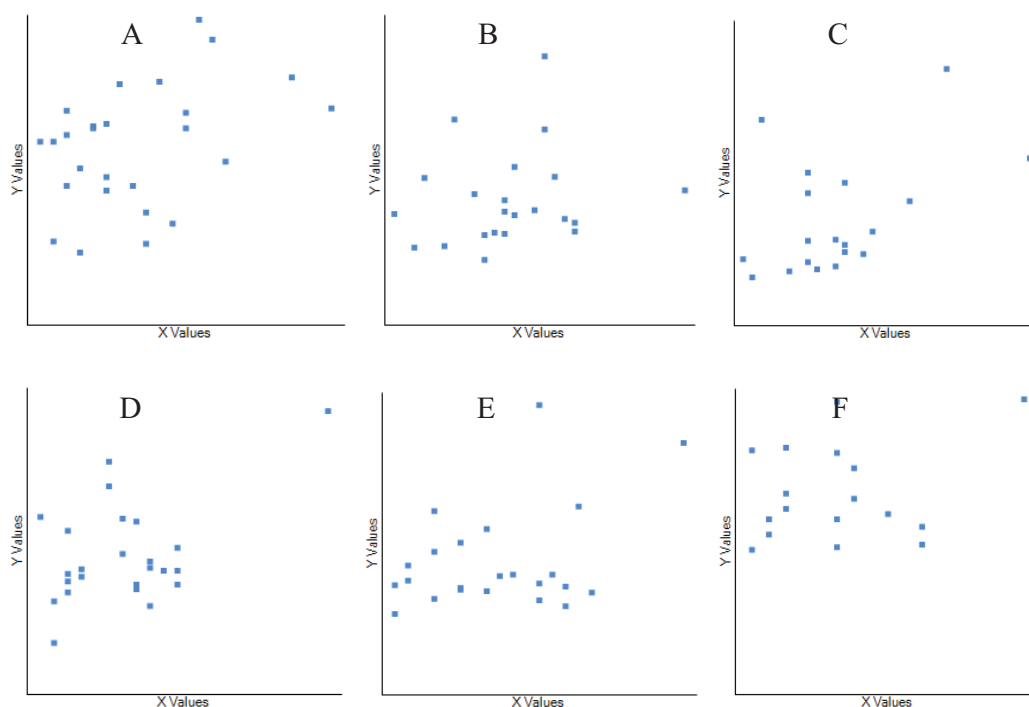 A
Y Values
X Values
B
Y Values
X Values
C
Y Values
X Values
D
Y Values
X Values
E
Y Values
X Values
F
Y Values
X Values